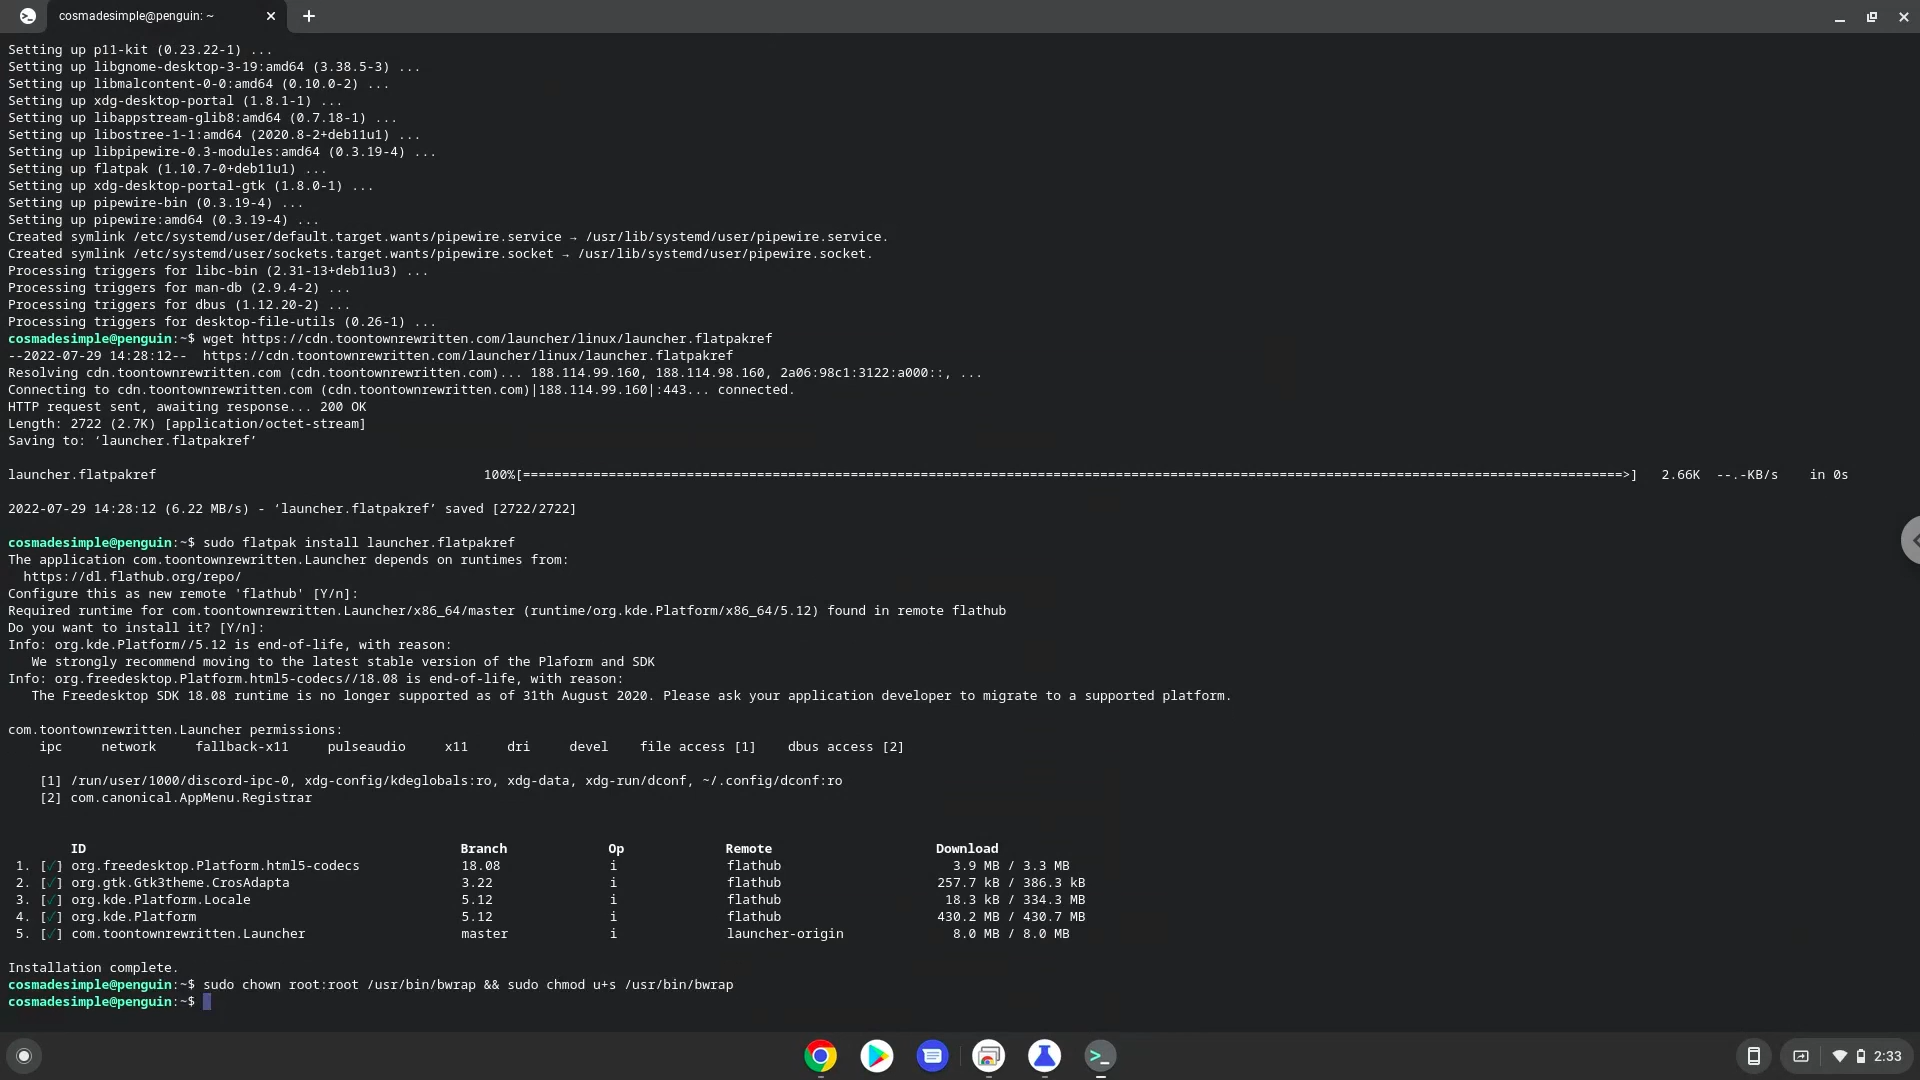 cosmadesimple@penguin: ~
Setting up p11-kit (0.23.22-1) ...
Setting up libgnome-desktop-3-19:amd64 (3.38.5-3) ...
Setting up libmalcontent-0-0:amd64 (0.10.0-2) ...
Setting up xdg-desktop-portal (1.8.1-1) ...
Setting up libappstream-glib8:amd64 (0.7.18-1) ...
Setting up libostree-1-1:amd64 (2020.8-2+deb11u1) ...
Setting up libpipewire-0.3-modules:amd64 (0.3.19-4) ...
Setting up flatpak (1.10.7-0+deb11u1) ...
Setting up xdg-desktop-portal-gtk (1.8.0-1) ...
Setting up pipewire-bin (0.3.19-4) ...
Setting up pipewire:amd64 (0.3.19-4) ...
Created symlink /etc/systemd/user/default.target.wants/pipewire.service → /usr/lib/systemd/user/pipewire.service.
Created symlink /etc/systemd/user/sockets.target.wants/pipewire.socket → /usr/lib/systemd/user/pipewire.socket.
Processing triggers for libc-bin (2.31-13+deb11u3) ...
Processing triggers for man-db (2.9.4-2) ...
Processing triggers for dbus (1.12.20-2) ...
Processing triggers for desktop-file-utils (0.26-1) ...
cosmadesimple@penguin:~$ wget https://cdn.toontownrewritten.com/launcher/linux/launcher.flatpakref
--2022-07-29 14:28:12--  https://cdn.toontownrewritten.com/launcher/linux/launcher.flatpakref
Resolving cdn.toontownrewritten.com (cdn.toontownrewritten.com)... 188.114.99.160, 188.114.98.160, 2a06:98c1:3122:a000::, ...
Connecting to cdn.toontownrewritten.com (cdn.toontownrewritten.com)|188.114.99.160|:443... connected.
HTTP request sent, awaiting response... 200 OK
Length: 2722 (2.7K) [application/octet-stream]
Saving to: ‘launcher.flatpakref’
launcher.flatpakref 100%[=============================================================================================================================================>] 2.66K --.-KB/s in 0s
2022-07-29 14:28:12 (6.22 MB/s) - ‘launcher.flatpakref’ saved [2722/2722]
cosmadesimple@penguin:~$ sudo flatpak install launcher.flatpakref
The application com.toontownrewritten.Launcher depends on runtimes from:
https://dl.flathub.org/repo/
Configure this as new remote 'flathub' [Y/n]:
Required runtime for com.toontownrewritten.Launcher/x86_64/master (runtime/org.kde.Platform/x86_64/5.12) found in remote flathub
Do you want to install it? [Y/n]:
Info: org.kde.Platform//5.12 is end-of-life, with reason:
We strongly recommend moving to the latest stable version of the Plaform and SDK
Info: org.freedesktop.Platform.html5-codecs//18.08 is end-of-life, with reason:
The Freedesktop SDK 18.08 runtime is no longer supported as of 31th August 2020. Please ask your application developer to migrate to a supported platform.
com.toontownrewritten.Launcher permissions:
ipc network fallback-x11 pulseaudio x11 dri devel file access [1] dbus access [2]
[1] /run/user/1000/discord-ipc-0, xdg-config/kdeglobals:ro, xdg-data, xdg-run/dconf, ~/.config/dconf:ro
[2] com.canonical.AppMenu.Registrar
ID Branch Op Remote Download
1. [✓] org.freedesktop.Platform.html5-codecs 18.08 i flathub 3.9 MB / 3.3 MB
2. [✓] org.gtk.Gtk3theme.CrosAdapta 3.22 i flathub 257.7 kB / 386.3 kB
3. [✓] org.kde.Platform.Locale 5.12 i flathub 18.3 kB / 334.3 MB
4. [✓] org.kde.Platform 5.12 i flathub 430.2 MB / 430.7 MB
5. [✓] com.toontownrewritten.Launcher master i launcher-origin 8.0 MB / 8.0 MB
Installation complete.
cosmadesimple@penguin:~$ sudo chown root:root /usr/bin/bwrap && sudo chmod u+s /usr/bin/bwrap
cosmadesimple@penguin:~$
2:33